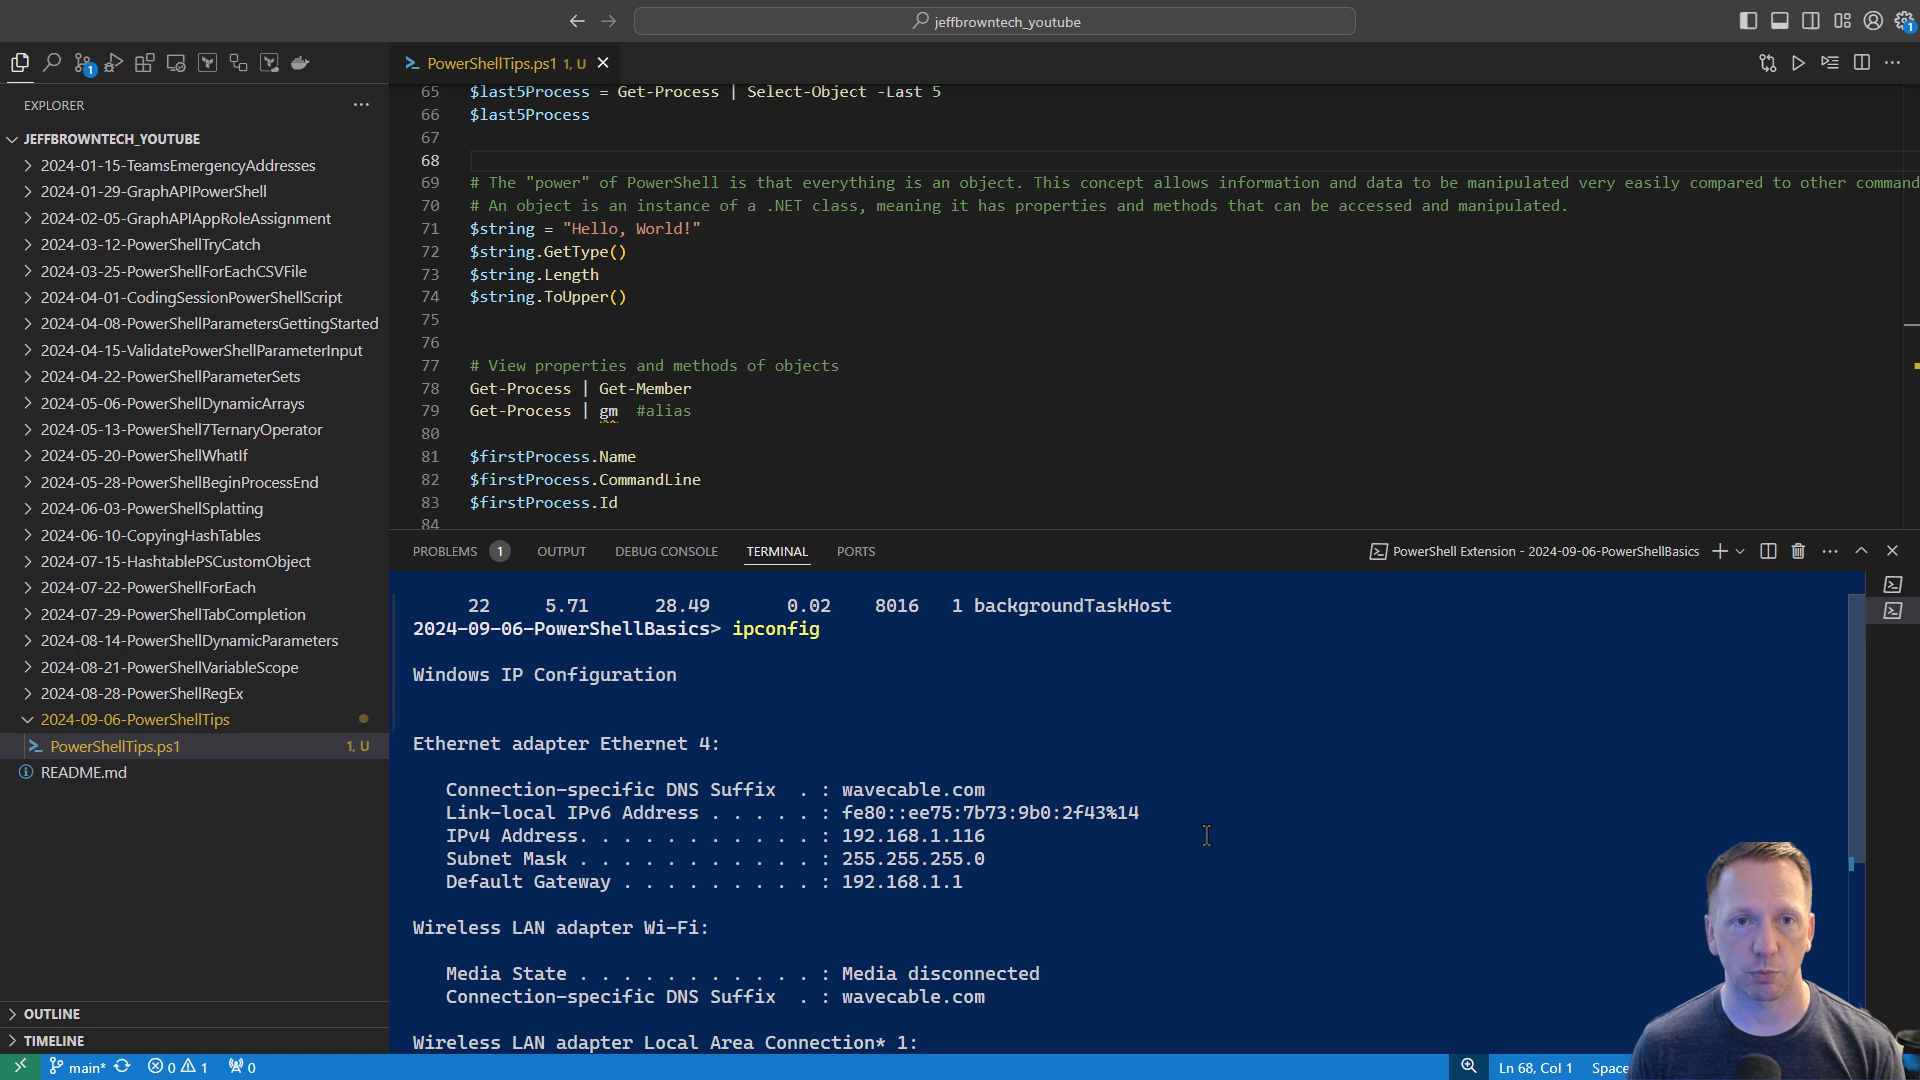 jeffbrowntech_youtube
1
1
EXPLORER
JEFFBROWNTECH_YOUTUBE
2024-01-15-TeamsEmergencyAddresses
2024-01-29-GraphAPIPowerShell
2024-02-05-GraphAPIAppRoleAssignment
2024-03-12-PowerShellTryCatch
2024-03-25-PowerShellForEachCSVFile
2024-04-01-CodingSessionPowerShellScript
2024-04-08-PowerShellParametersGettingStarted
2024-04-15-ValidatePowerShellParameterInput
2024-04-22-PowerShellParameterSets
2024-05-06-PowerShellDynamicArrays
2024-05-13-PowerShell7TernaryOperator
2024-05-20-PowerShellWhatIf
2024-05-28-PowerShellBeginProcessEnd
2024-06-03-PowerShellSplatting
2024-06-10-CopyingHashTables
2024-07-15-HashtablePSCustomObject
2024-07-22-PowerShellForEach
2024-07-29-PowerShellTabCompletion
2024-08-14-PowerShellDynamicParameters
2024-08-21-PowerShellVariableScope
2024-08-28-PowerShellRegEx
2024-09-06-PowerShellTips
PowerShellTips.ps1 1, U
README.md
OUTLINE
TIMELINE
PowerShellTips.ps1 1, U
65 $last5Process = Get-Process | Select-Object -Last 5
66 $last5Process
67
68
69 # The "power" of PowerShell is that everything is an object. This concept allows information and data to be manipulated very easily compared to other command
70 # An object is an instance of a .NET class, meaning it has properties and methods that can be accessed and manipulated.
71 $string = "Hello, World!"
72 $string.GetType()
73 $string.Length
74 $string.ToUpper()
75
76
77 # View properties and methods of objects
78 Get-Process | Get-Member
79 Get-Process | gm #alias
80
81 $firstProcess.Name
82 $firstProcess.CommandLine
83 $firstProcess.Id
84
PROBLEMS 1 OUTPUT DEBUG CONSOLE TERMINAL PORTS PowerShell Extension - 2024-09-06-PowerShellBasics
22 5.71 28.49 0.02 8016 1 backgroundTaskHost
2024-09-06-PowerShellBasics> ipconfig
Windows IP Configuration
Ethernet adapter Ethernet 4:
Connection-specific DNS Suffix . : wavecable.com
Link-local IPv6 Address . . . . . : fe80::ee75:7b73:9b0:2f43%14
IPv4 Address. . . . . . . . . . . : 192.168.1.116
Subnet Mask . . . . . . . . . . . : 255.255.255.0
Default Gateway . . . . . . . . . : 192.168.1.1
Wireless LAN adapter Wi-Fi:
Media State . . . . . . . . . . . : Media disconnected
Connection-specific DNS Suffix . : wavecable.com
Wireless LAN adapter Local Area Connection* 1:
main* 0 1 0 Ln 68, Col 1 Space